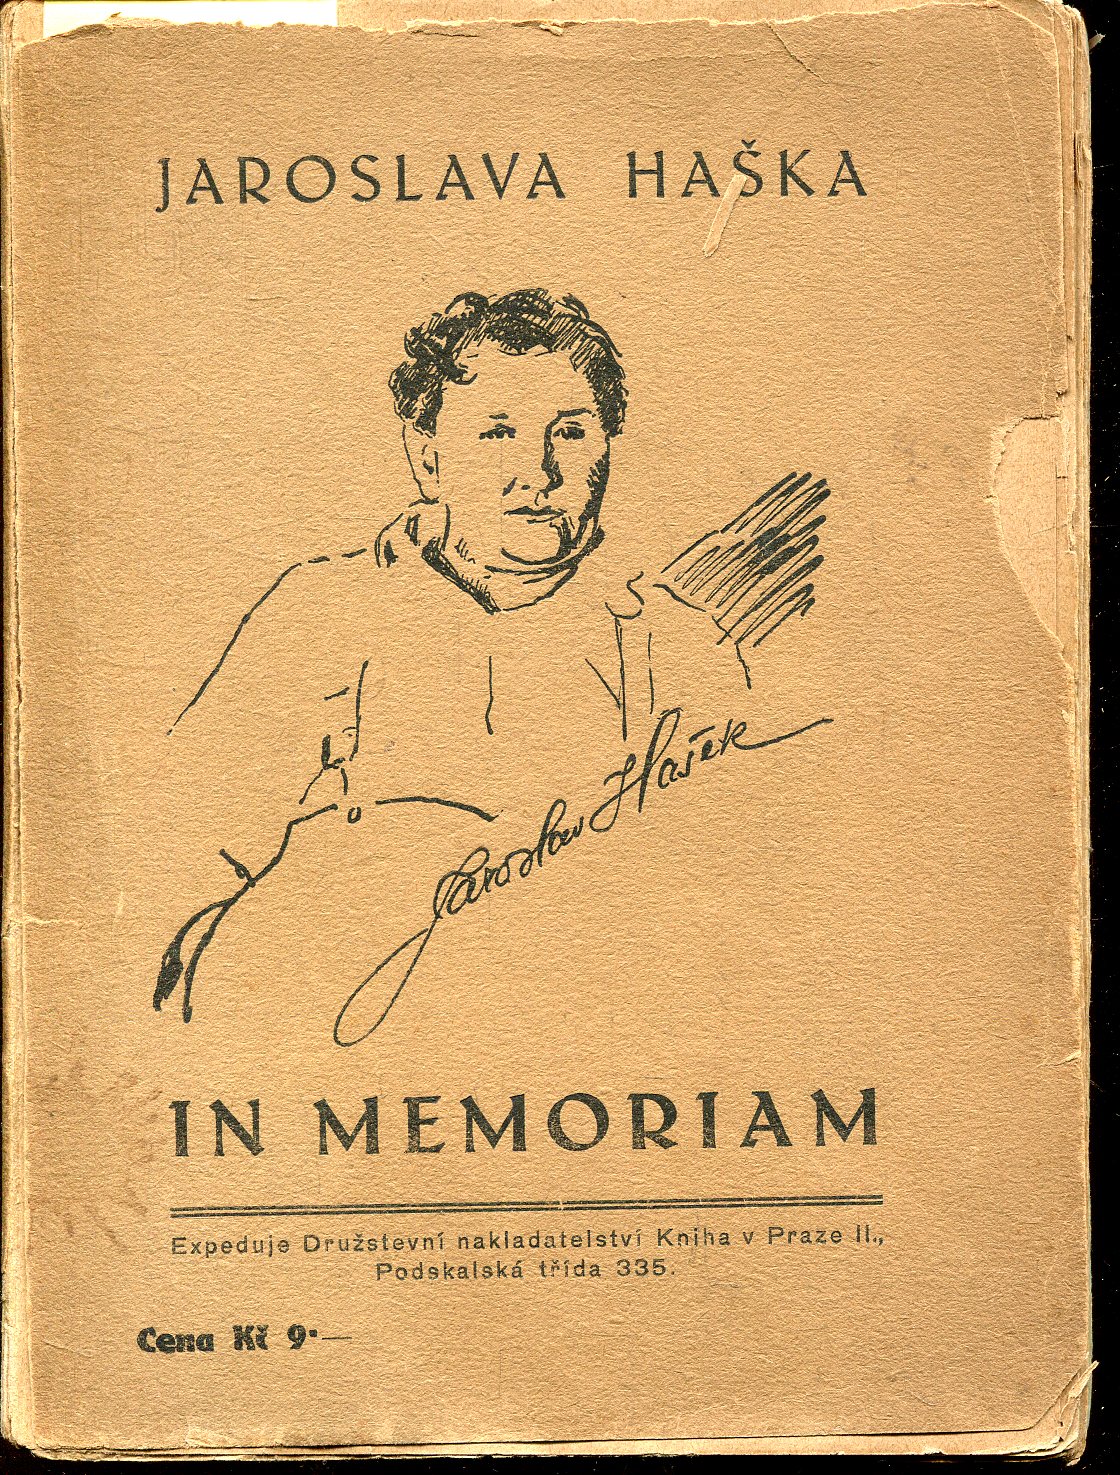 JAROSLAVA HAŠKA
Jaroslav Hašek
IN MEMORIAM
Expeduje Družstevní nakladatelství Kniha v Praze II.,
Podskalská třída 335.
Cena Kč 9·—